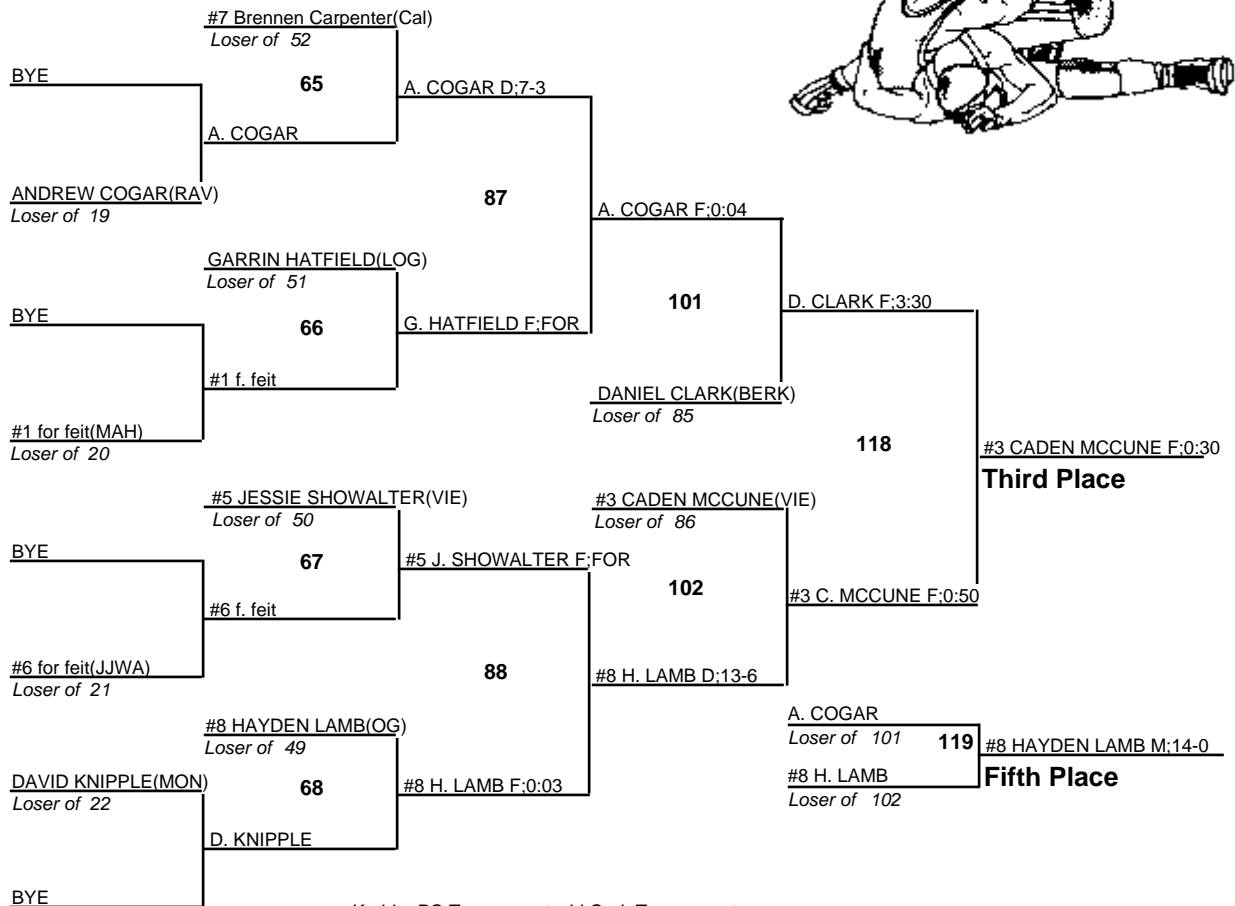 #7 Brennen Carpenter(Cal)
Loser of 52
BYE
65
A. COGAR D;7-3
A. COGAR
ANDREW COGAR(RAV)
Loser of 19
87
A. COGAR F;0:04
GARRIN HATFIELD(LOG)
Loser of 51
BYE
66
G. HATFIELD F;FOR
101
D. CLARK F;3:30
#1 f. feit
DANIEL CLARK(BERK)
Loser of 85
#1 for feit(MAH)
Loser of 20
118
#3 CADEN MCCUNE F;0:30
Third Place
#5 JESSIE SHOWALTER(VIE)
Loser of 50
#3 CADEN MCCUNE(VIE)
Loser of 86
BYE
67
#5 J. SHOWALTER F;FOR
102
#3 C. MCCUNE F;0:50
#6 f. feit
#6 for feit(JJWA)
Loser of 21
88
#8 H. LAMB D;13-6
#8 HAYDEN LAMB(OG)
Loser of 49
A. COGAR
Loser of 101
119
#8 HAYDEN LAMB M;14-0
Fifth Place
#8 H. LAMB
Loser of 102
DAVID KNIPPLE(MON)
Loser of 22
68
#8 H. LAMB F;0:03
D. KNIPPLE
BYE